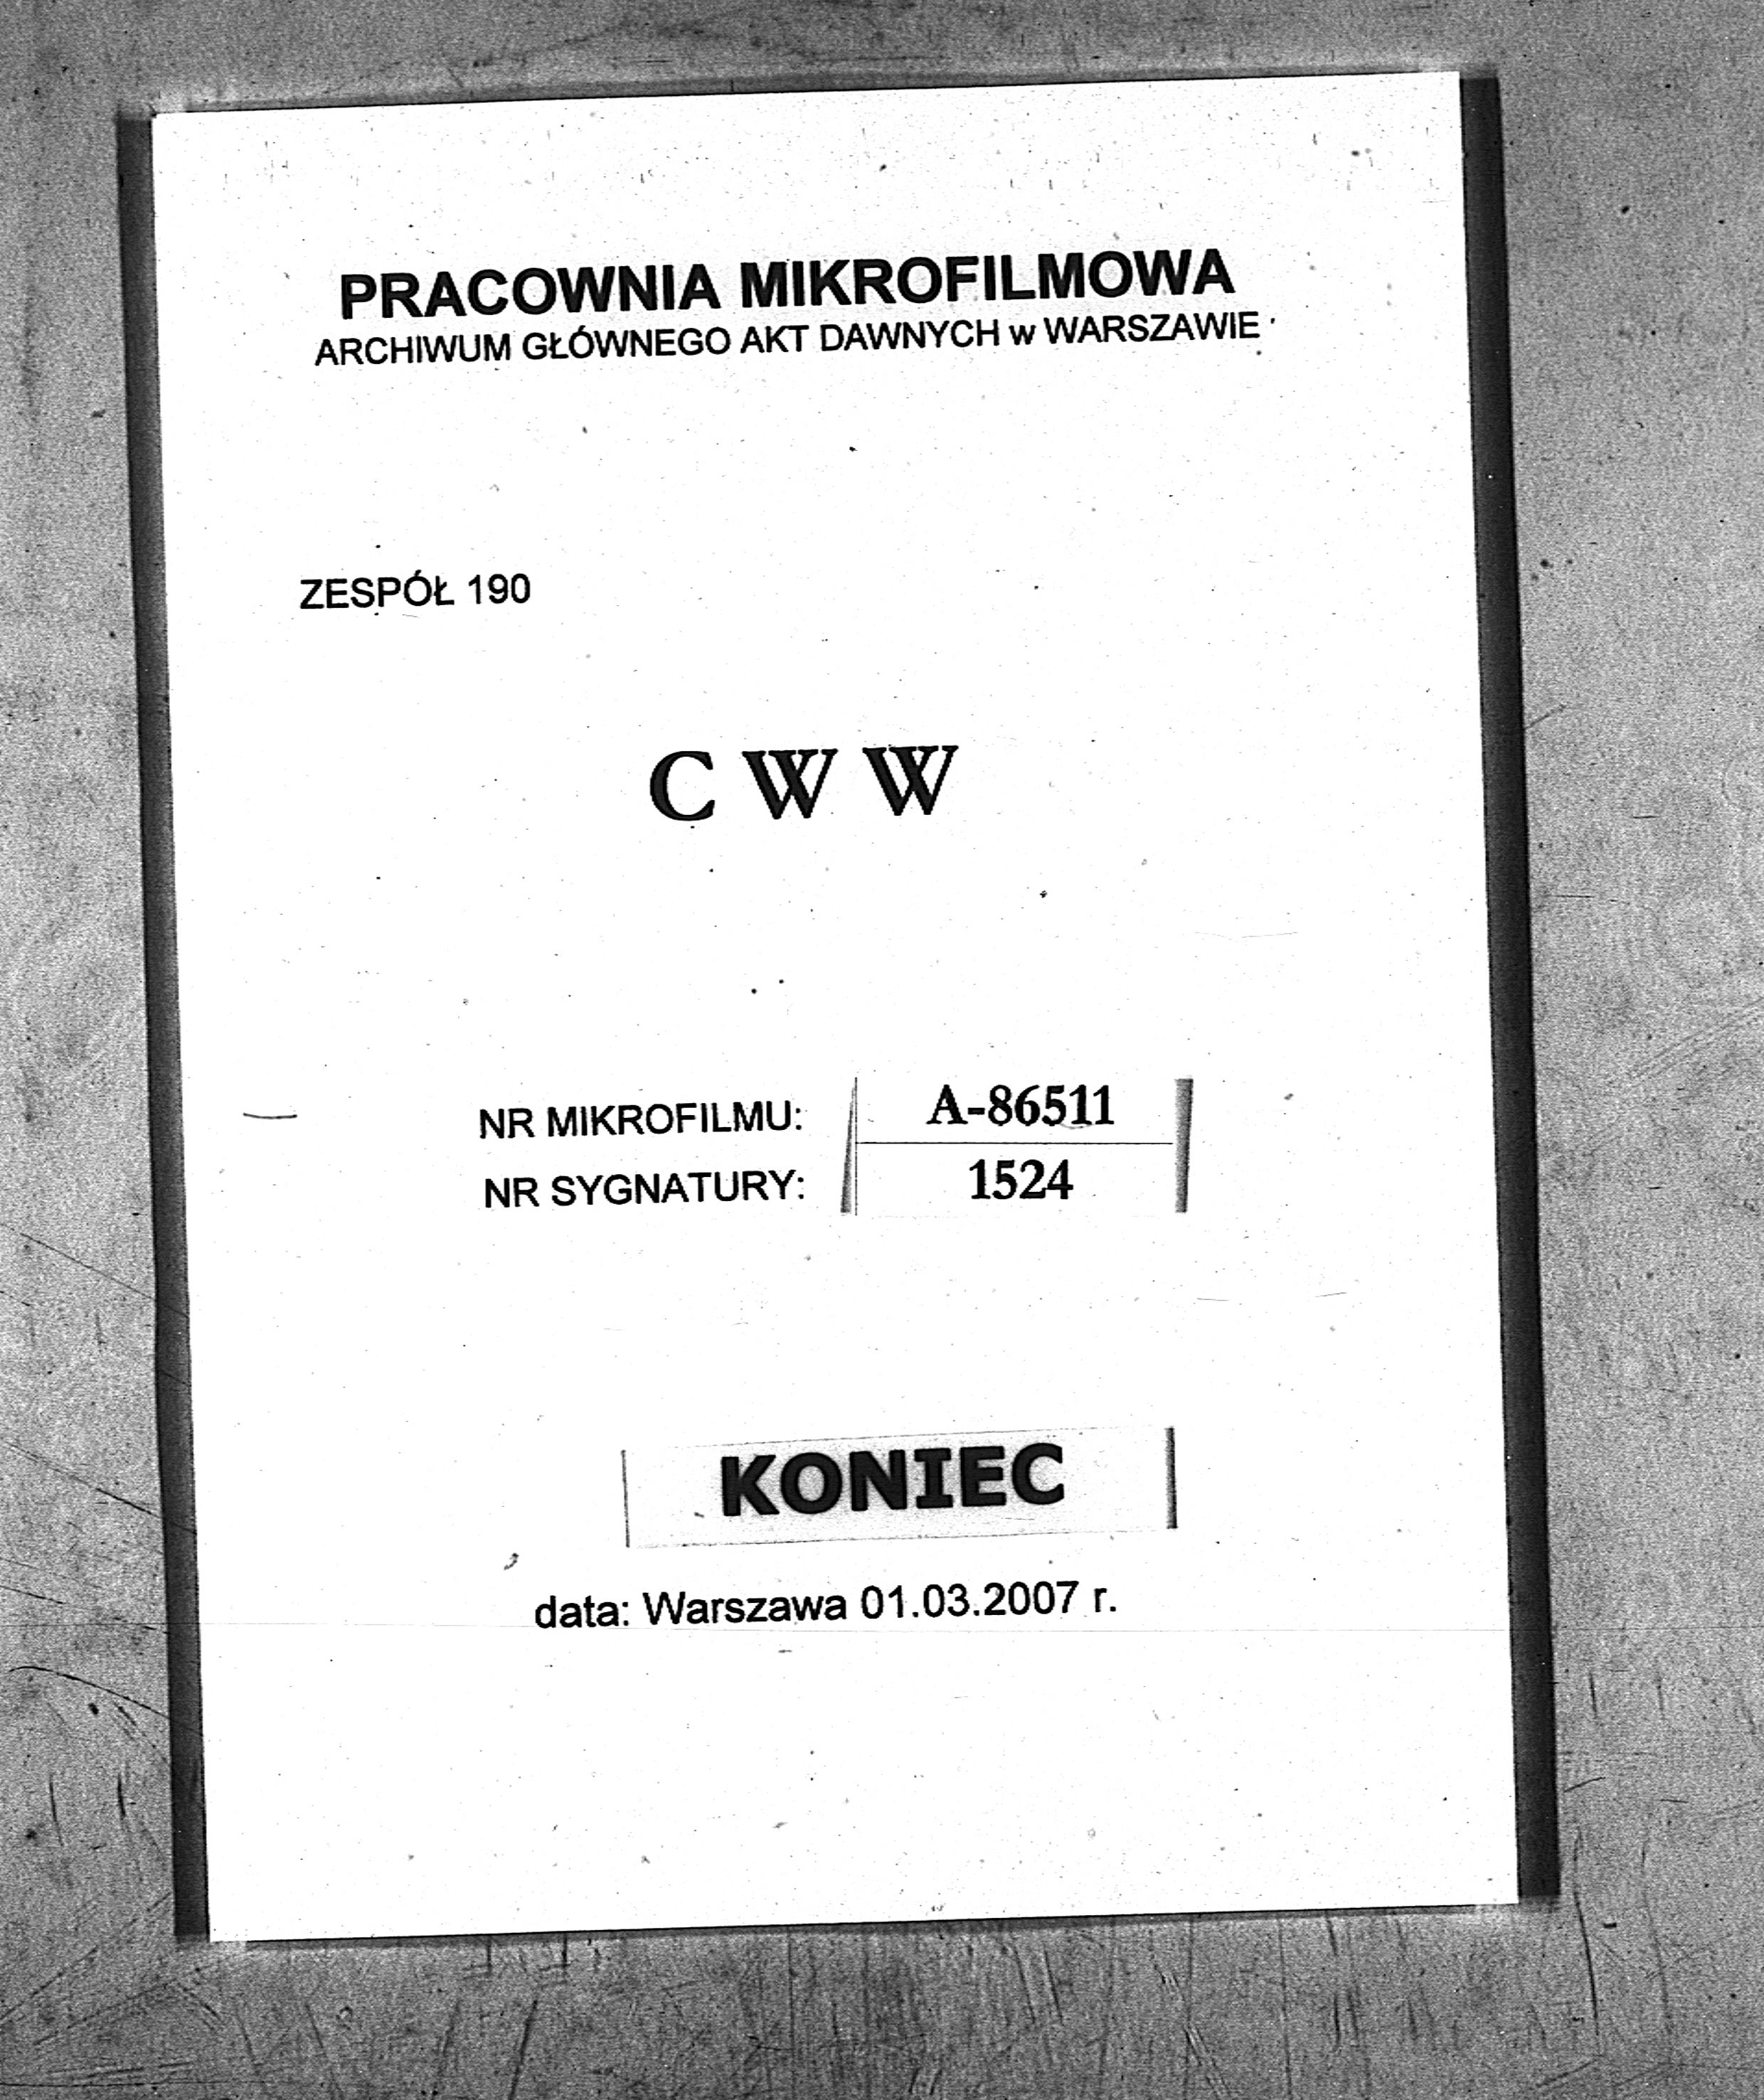 PRACOWNIA MIKROFILMOWA
ARCHIWUM GŁÓWNEGO AKT DAWNYCH w WARSZAWIE
ZESPÓŁ 190
C W W
NR MIKROFILMU: A-86511
NR SYGNATURY: 1524
KONIEC
data: Warszawa 01.03.2007 r.